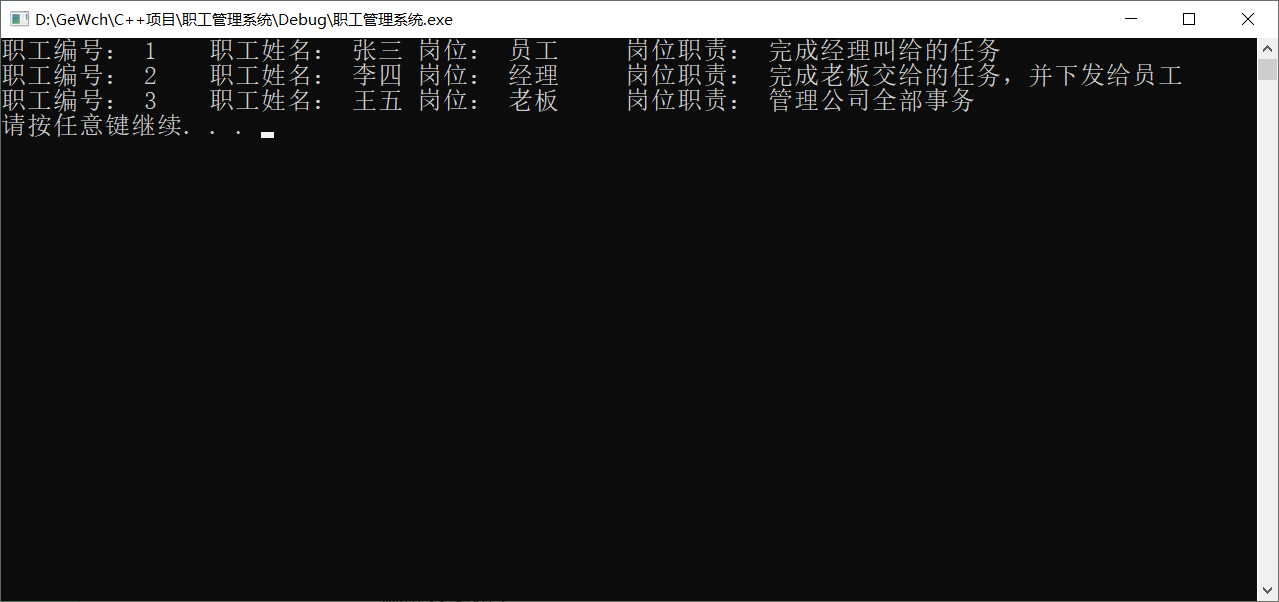 D:\GeWch\C++项目\职工管理系统\Debug\职工管理系统.exe
职工编号： 1    职工姓名： 张三 岗位： 员工     岗位职责： 完成经理叫给的任务
职工编号： 2    职工姓名： 李四 岗位： 经理     岗位职责： 完成老板交给的任务，并下发给员工
职工编号： 3    职工姓名： 王五 岗位： 老板     岗位职责： 管理公司全部事务
请按任意键继续. . .